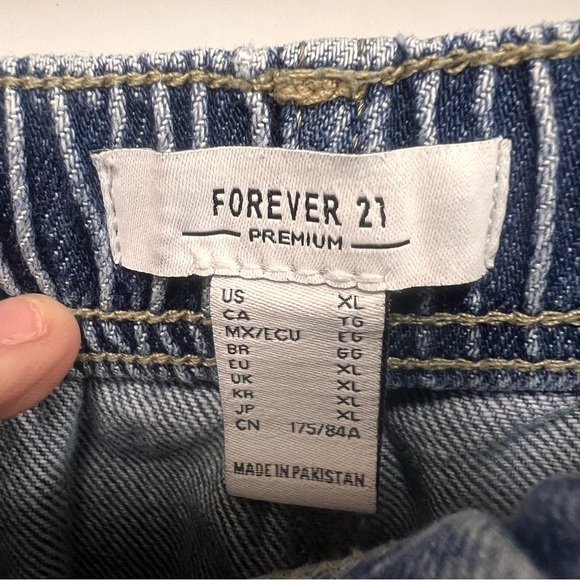 FOREVER 21
PREMIUM
US XL
CA TG
MX/ECU EG
BR GG
EU XL
UK XL
KR XL
JP XL
CN 175/84A
MADE IN PAKISTAN